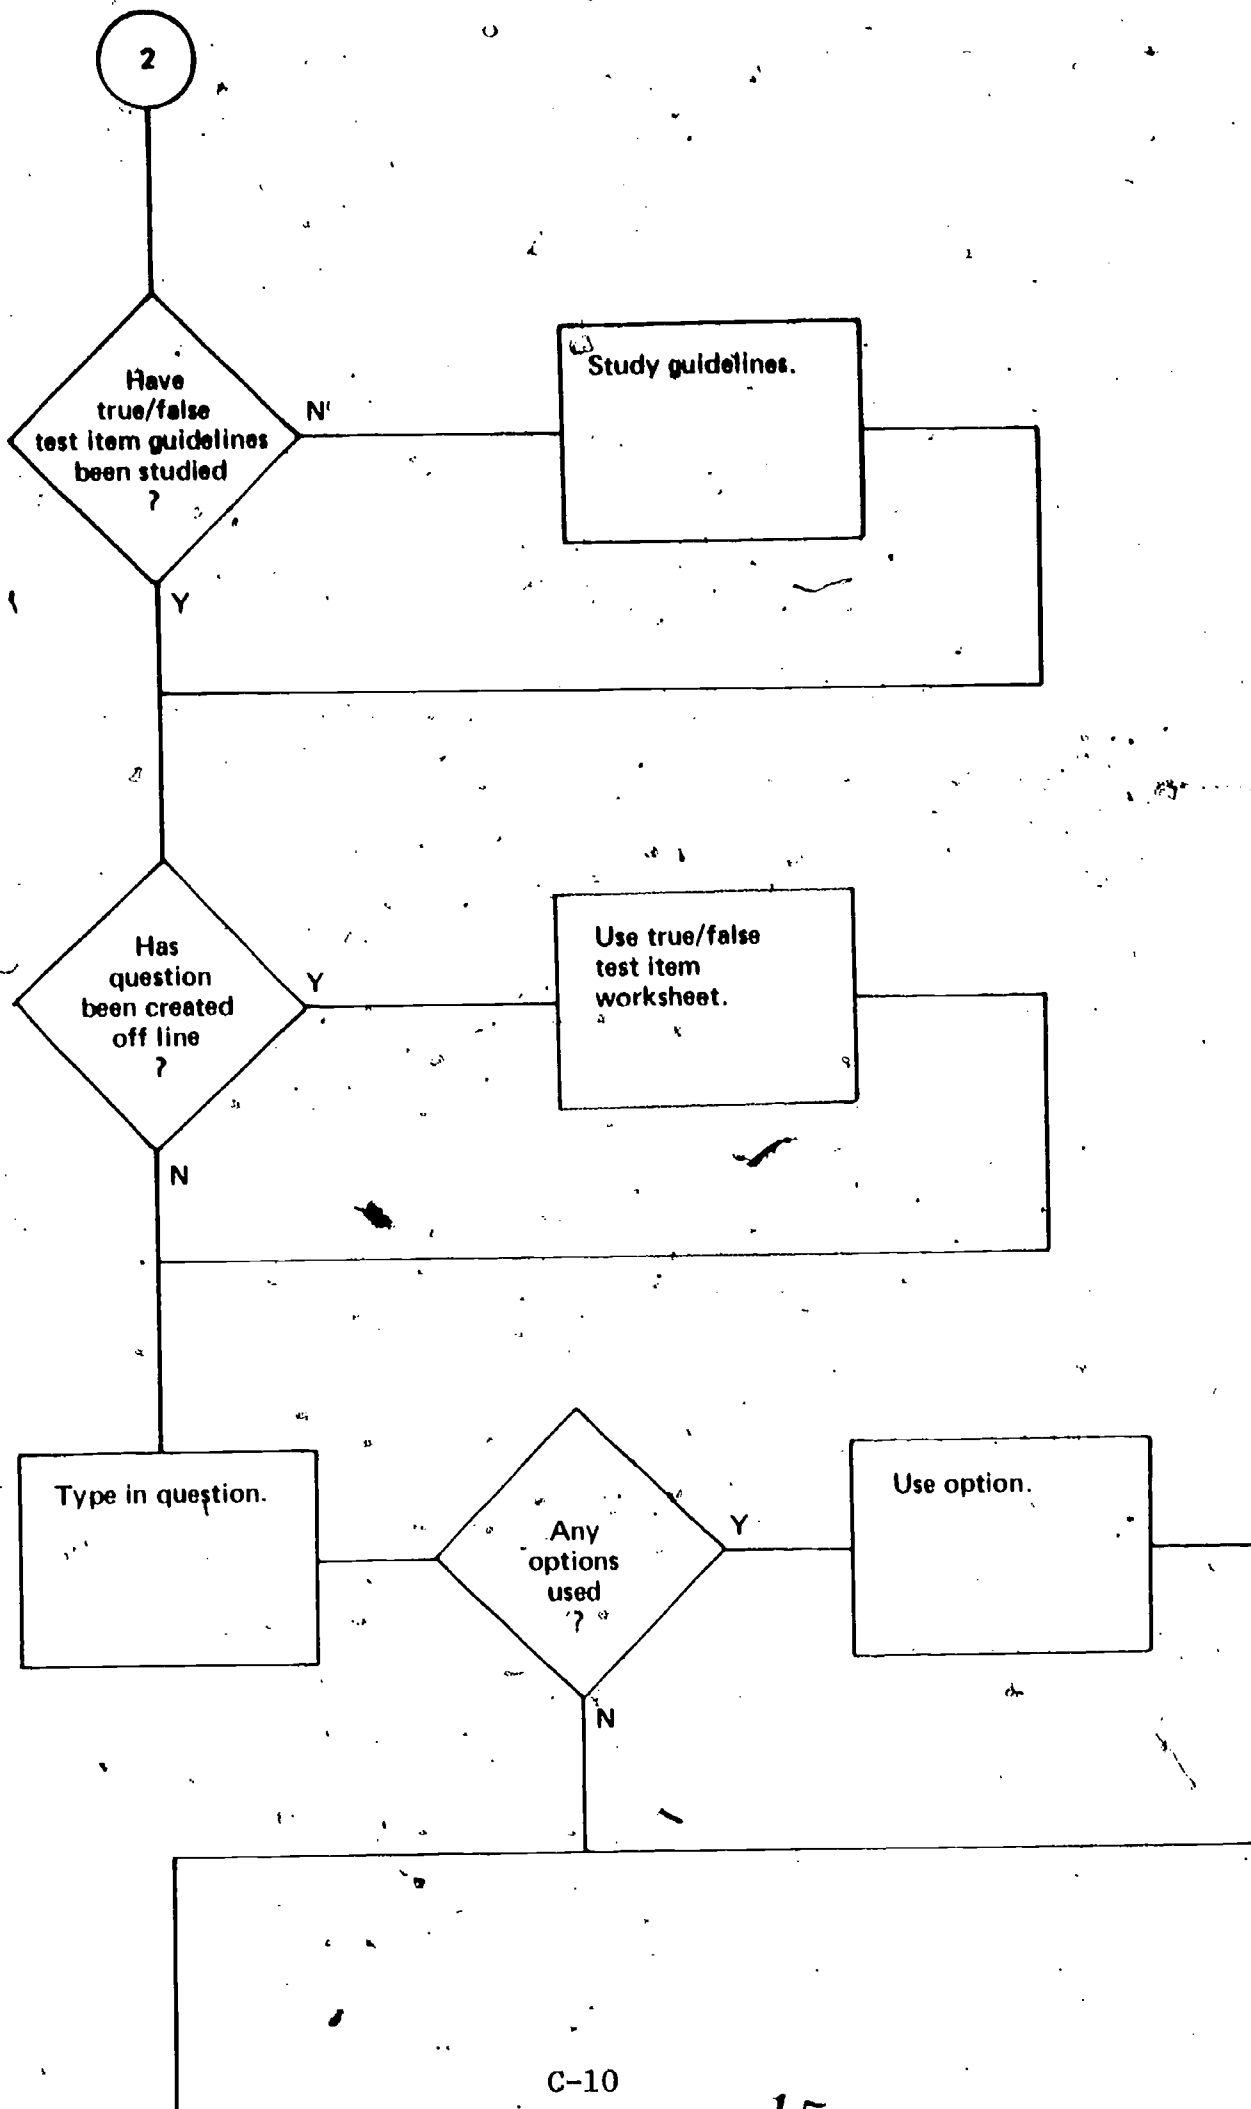 2
Have
true/false
test item guidelines
been studied
?
N
Study guidelines.
Y
Has
question
been created
off line
?
Y
Use true/false
test item
worksheet.
N
Type in question.
Any
options
used
?
Y
Use option.
N
C-10